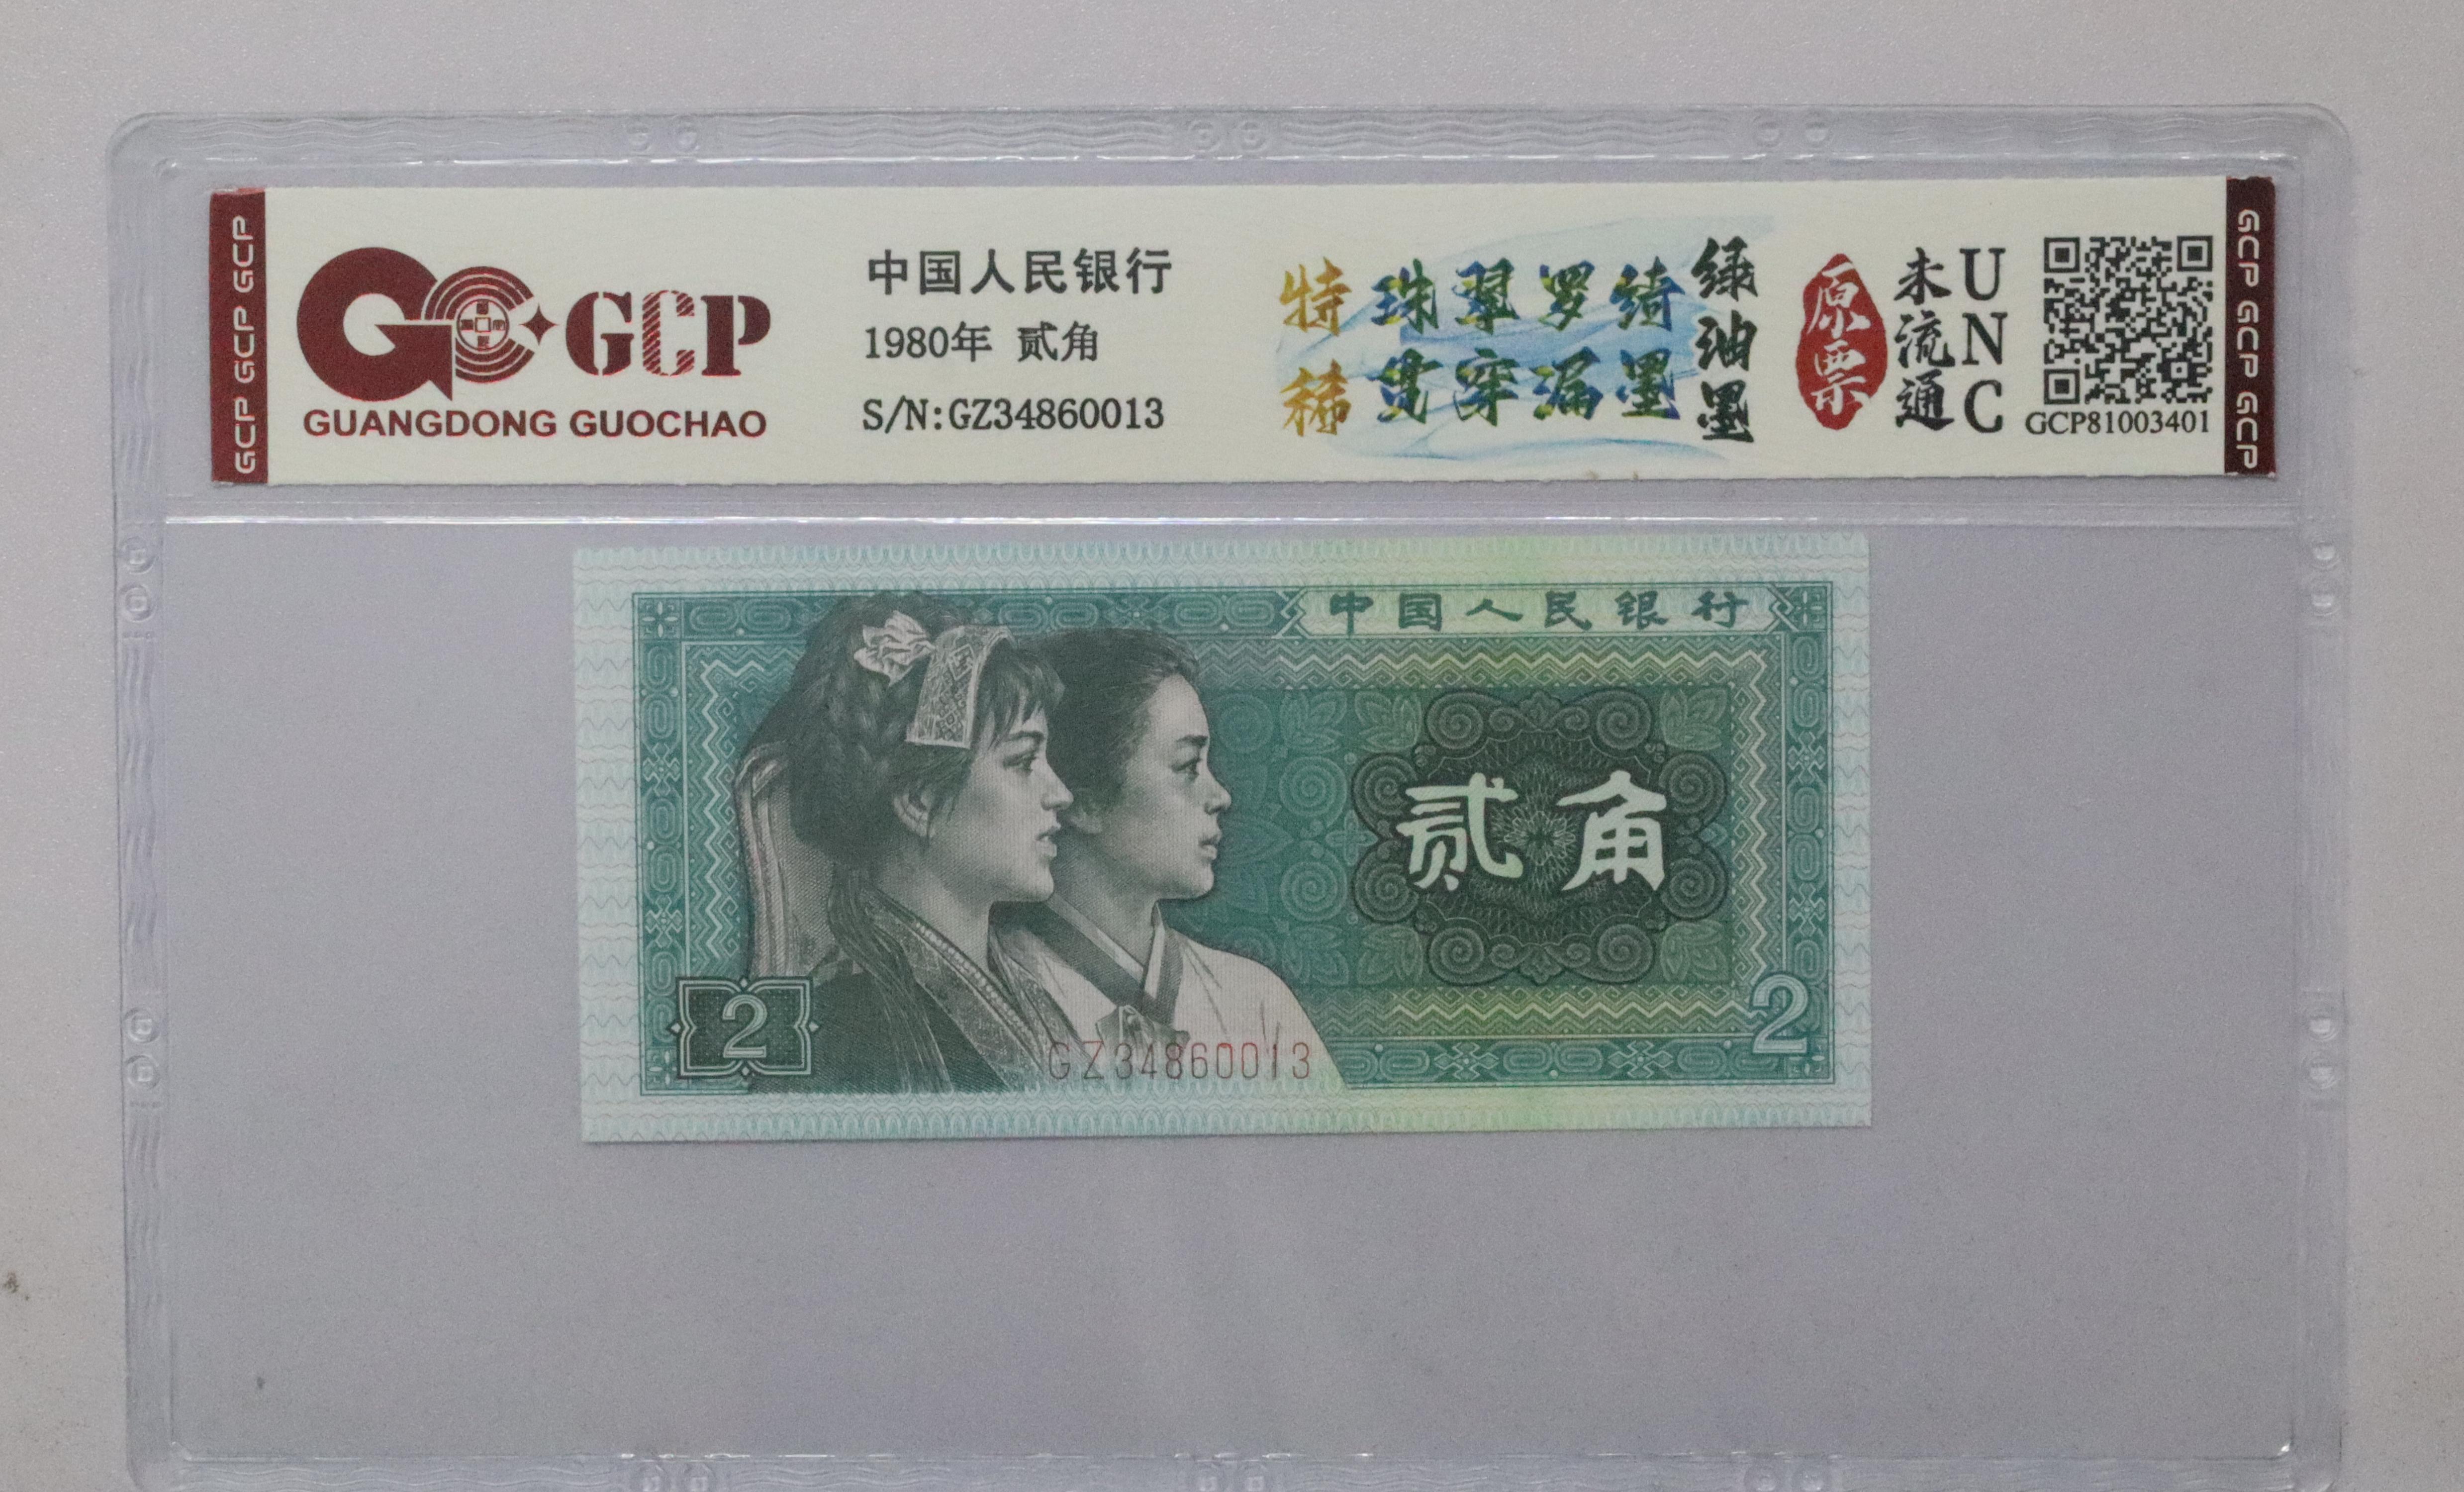 GCP GCP GCP
GCP
GUANGDONG GUOCHAO
中国人民银行
1980年 贰角
S/N:GZ34860013
特稀
珠翠罗绮
贯穿漏墨
绿油墨
原票
未流通
UNC
GCP81003401
GCP GCP GCP
中国人民银行
贰角
2
2
GZ34860013